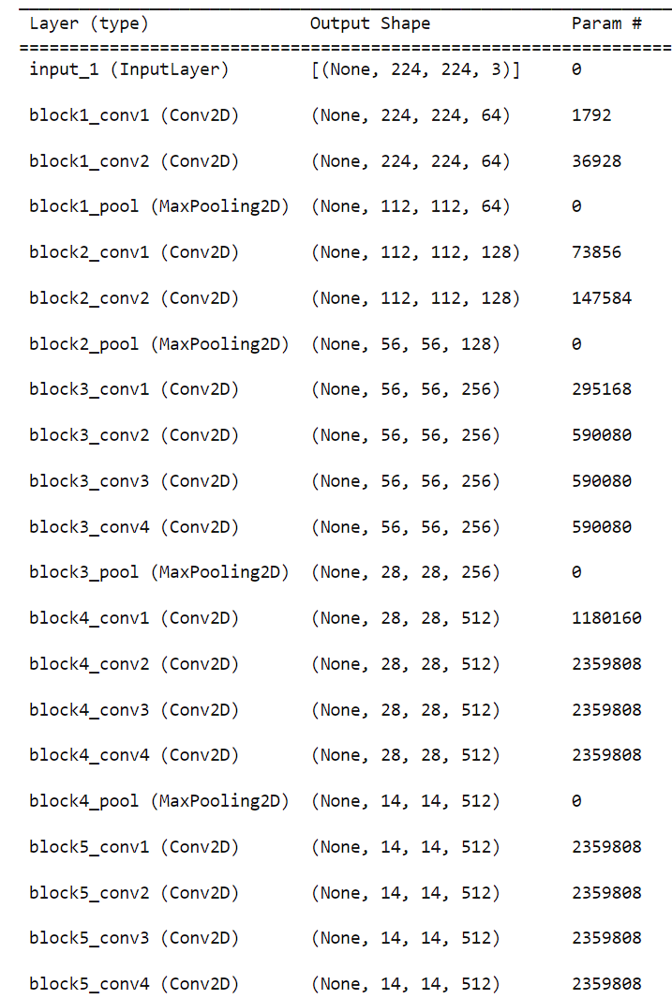 Layer (type) Output Shape Param #
=================================================================
input_1 (InputLayer) [(None, 224, 224, 3)] 0
block1_conv1 (Conv2D) (None, 224, 224, 64) 1792
block1_conv2 (Conv2D) (None, 224, 224, 64) 36928
block1_pool (MaxPooling2D) (None, 112, 112, 64) 0
block2_conv1 (Conv2D) (None, 112, 112, 128) 73856
block2_conv2 (Conv2D) (None, 112, 112, 128) 147584
block2_pool (MaxPooling2D) (None, 56, 56, 128) 0
block3_conv1 (Conv2D) (None, 56, 56, 256) 295168
block3_conv2 (Conv2D) (None, 56, 56, 256) 590080
block3_conv3 (Conv2D) (None, 56, 56, 256) 590080
block3_conv4 (Conv2D) (None, 56, 56, 256) 590080
block3_pool (MaxPooling2D) (None, 28, 28, 256) 0
block4_conv1 (Conv2D) (None, 28, 28, 512) 1180160
block4_conv2 (Conv2D) (None, 28, 28, 512) 2359808
block4_conv3 (Conv2D) (None, 28, 28, 512) 2359808
block4_conv4 (Conv2D) (None, 28, 28, 512) 2359808
block4_pool (MaxPooling2D) (None, 14, 14, 512) 0
block5_conv1 (Conv2D) (None, 14, 14, 512) 2359808
block5_conv2 (Conv2D) (None, 14, 14, 512) 2359808
block5_conv3 (Conv2D) (None, 14, 14, 512) 2359808
block5_conv4 (Conv2D) (None, 14, 14, 512) 2359808